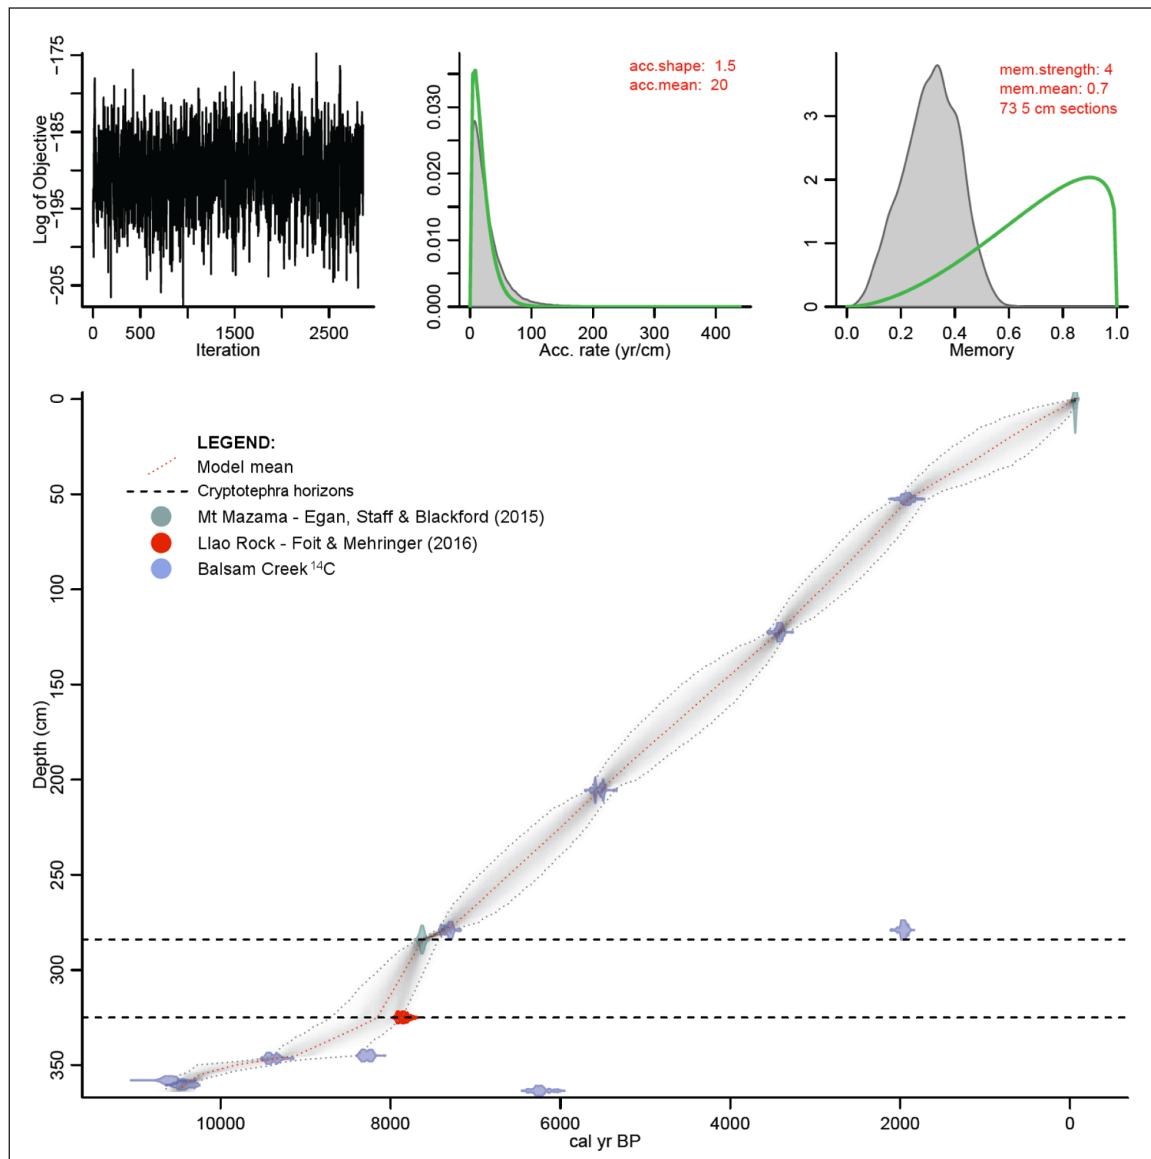 -175
-185
-195
-205
Log of Objective
0
500
1500
2500
Iteration
acc.shape: 1.5
acc.mean: 20
0.030
0.020
0.010
0.000
0
100
200
300
400
Acc. rate (yr/cm)
mem.strength: 4
mem.mean: 0.7
73 5 cm sections
3
2
1
0
0.0
0.2
0.4
0.6
0.8
1.0
Memory
LEGEND:
Model mean
Cryptotephra horizons
Mt Mazama - Egan, Staff & Blackford (2015)
Llao Rock - Foit & Mehringer (2016)
Balsam Creek ¹⁴C
0
50
100
150
200
250
300
350
Depth (cm)
10000
8000
6000
4000
2000
0
cal yr BP